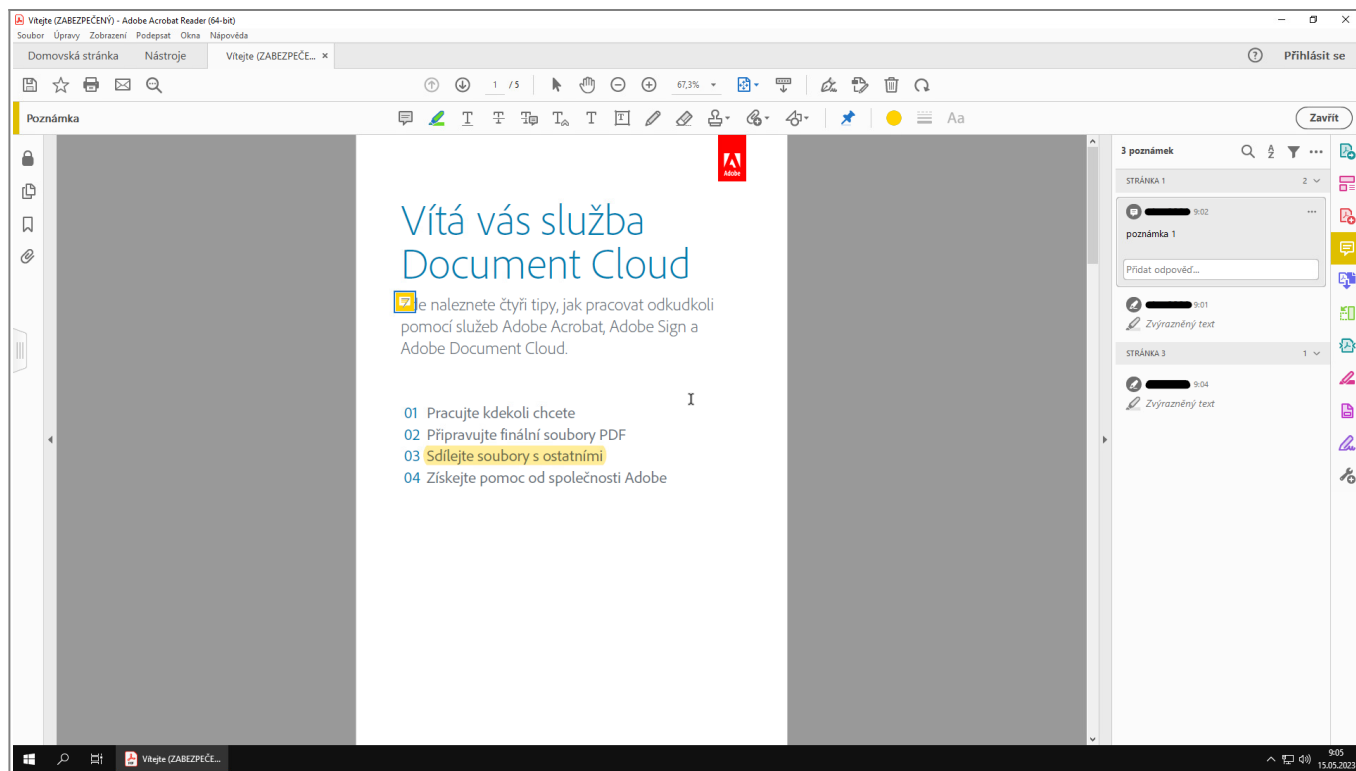 Vítejte (ZABEZPEČENÝ) - Adobe Acrobat Reader (64-bit)
Soubor Úpravy Zobrazení Podepsat Okna Nápověda
Domovská stránka Nástroje Vítejte (ZABEZPEČE... × Přihlásit se
1 / 5 67,3%
Poznámka Aa Zavřít
Adobe
Vítá vás služba
Document Cloud
de naleznete čtyři tipy, jak pracovat odkudkoli
pomocí služeb Adobe Acrobat, Adobe Sign a
Adobe Document Cloud.
01 Pracujte kdekoli chcete
02 Připravujte finální soubory PDF
03 Sdílejte soubory s ostatními
04 Získejte pomoc od společnosti Adobe
3 poznámek
STRÁNKA 1 2
9:02
poznámka 1
Přidat odpověď...
9:01
Zvýrazněný text
STRÁNKA 3 1
9:04
Zvýrazněný text
Vítejte (ZABEZPEČE...
9:05
15.05.2023